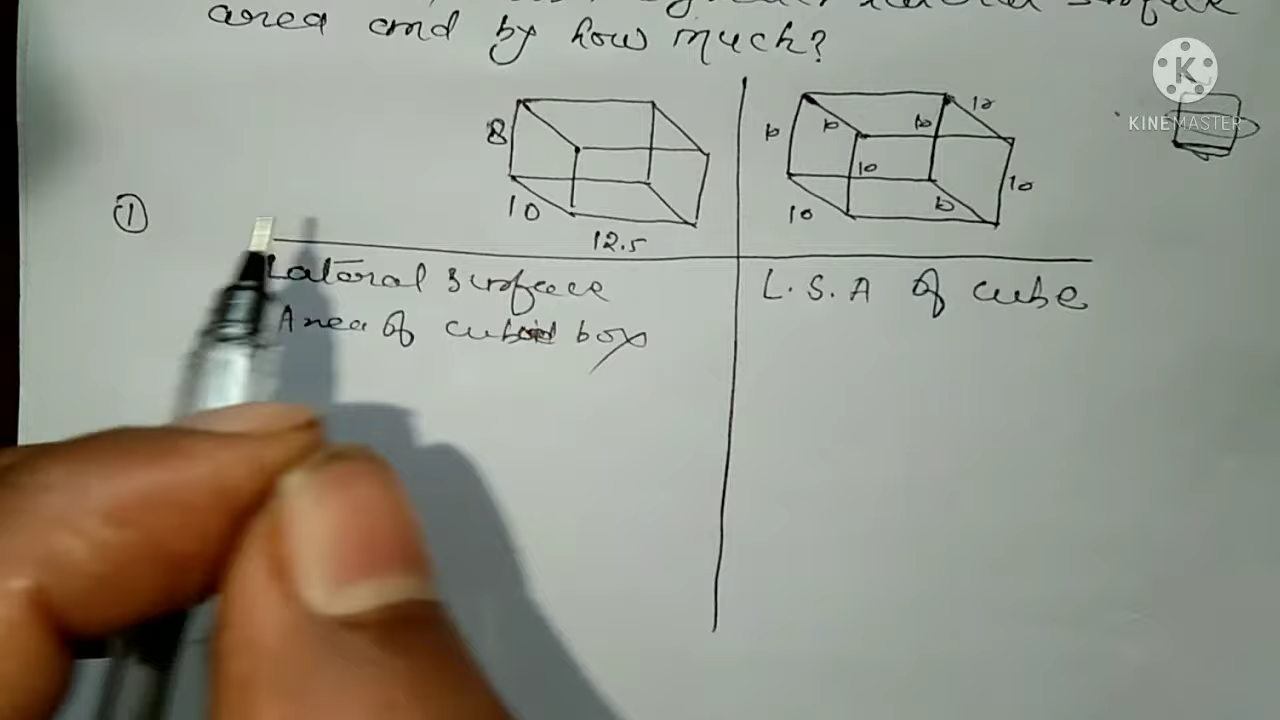 area and by how much?
K
KINEMASTER
8
10
12.5
10
10
10
10
10
10
10
10
①
Lateral surface
Area of cuboid box
L.S.A of cube